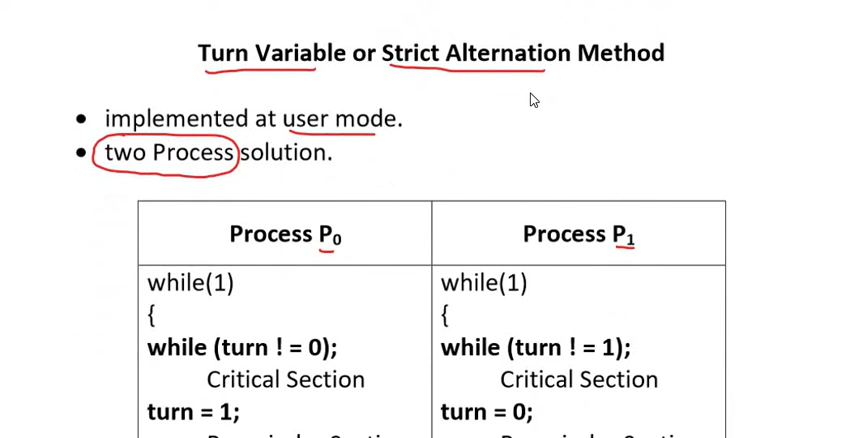 Turn Variable or Strict Alternation Method
• implemented at user mode.
• two Process solution.
Process P₀ Process P₁
while(1) while(1)
{ {
while (turn ! = 0); while (turn ! = 1);
Critical Section Critical Section
turn = 1; turn = 0;